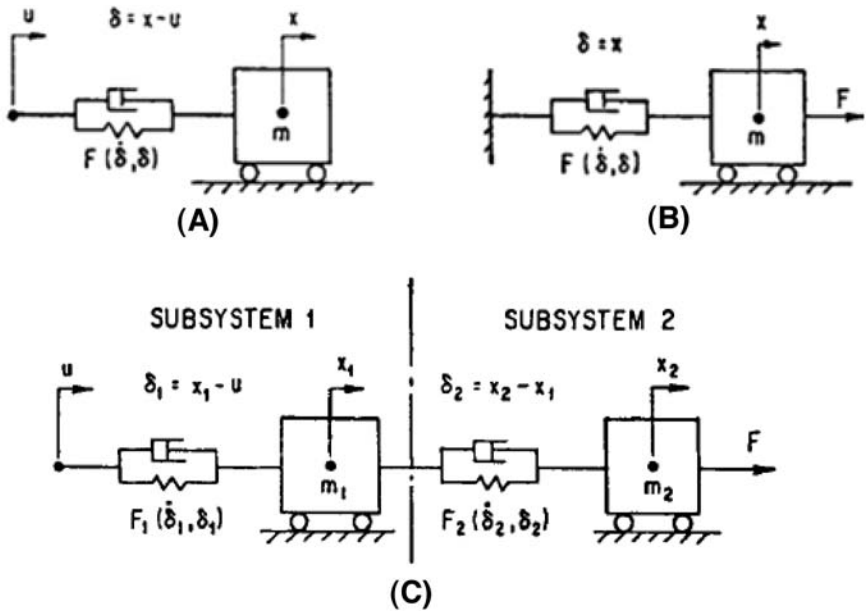 u
δ = x - u
x
m
F(δ̇,δ)
(A)
δ = x
x
F
m
F(δ̇,δ)
(B)
SUBSYSTEM 1
SUBSYSTEM 2
u
δ₁ = x₁ - u
x₁
δ₂ = x₂ - x₁
x₂
F
m₁
m₂
F₁(δ̇₁,δ₁)
F₂(δ̇₂,δ₂)
(C)